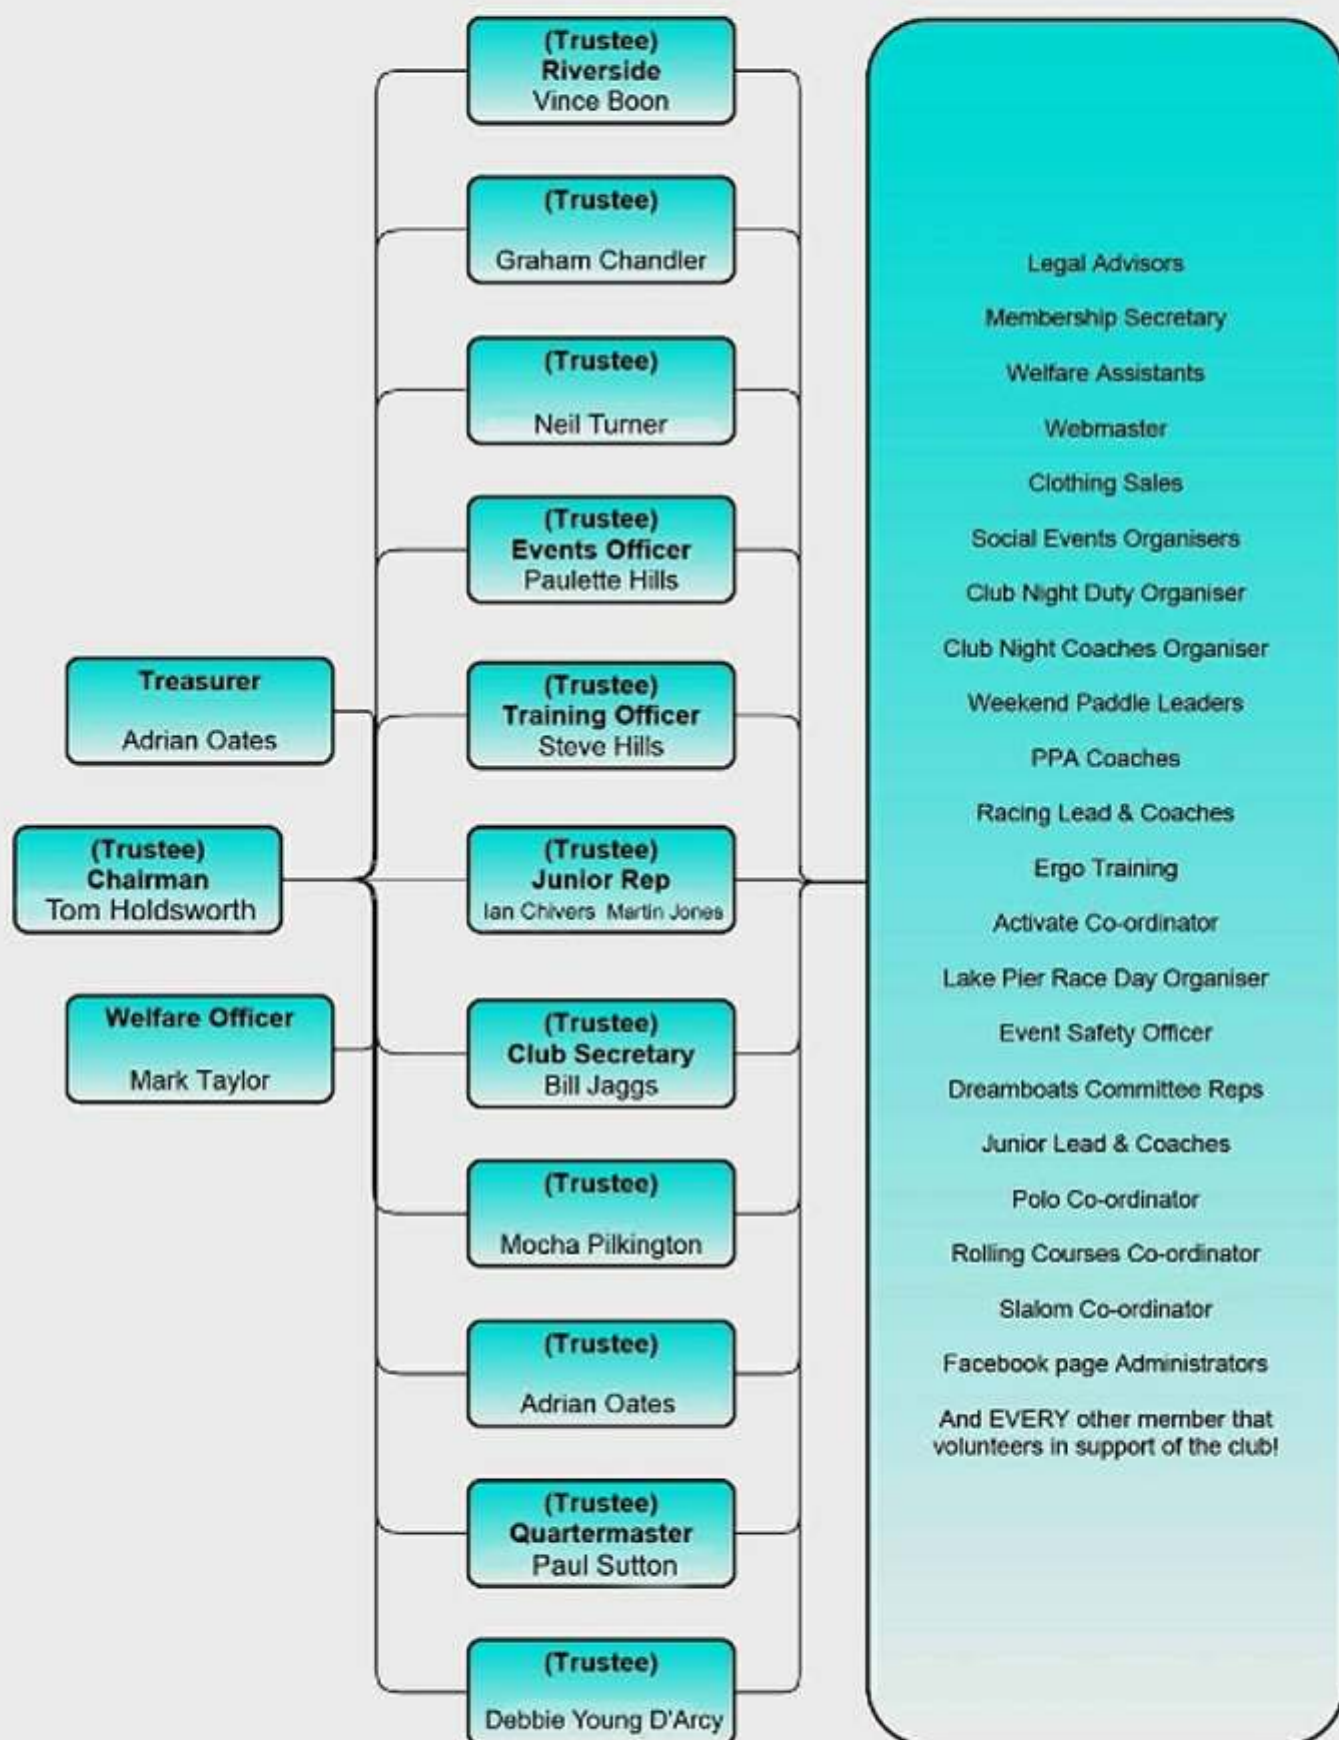 Treasurer
Adrian Oates
(Trustee)
Chairman
Tom Holdsworth
Welfare Officer
Mark Taylor
(Trustee)
Riverside
Vince Boon
(Trustee)
Graham Chandler
(Trustee)
Neil Turner
(Trustee)
Events Officer
Paulette Hills
(Trustee)
Training Officer
Steve Hills
(Trustee)
Junior Rep
Ian Chivers Martin Jones
(Trustee)
Club Secretary
Bill Jaggs
(Trustee)
Mocha Pilkington
(Trustee)
Adrian Oates
(Trustee)
Quartermaster
Paul Sutton
(Trustee)
Debbie Young D'Arcy
Legal Advisors
Membership Secretary
Welfare Assistants
Webmaster
Clothing Sales
Social Events Organisers
Club Night Duty Organiser
Club Night Coaches Organiser
Weekend Paddle Leaders
PPA Coaches
Racing Lead & Coaches
Ergo Training
Activate Co-ordinator
Lake Pier Race Day Organiser
Event Safety Officer
Dreamboats Committee Reps
Junior Lead & Coaches
Polo Co-ordinator
Rolling Courses Co-ordinator
Slalom Co-ordinator
Facebook page Administrators
And EVERY other member that
volunteers in support of the club!